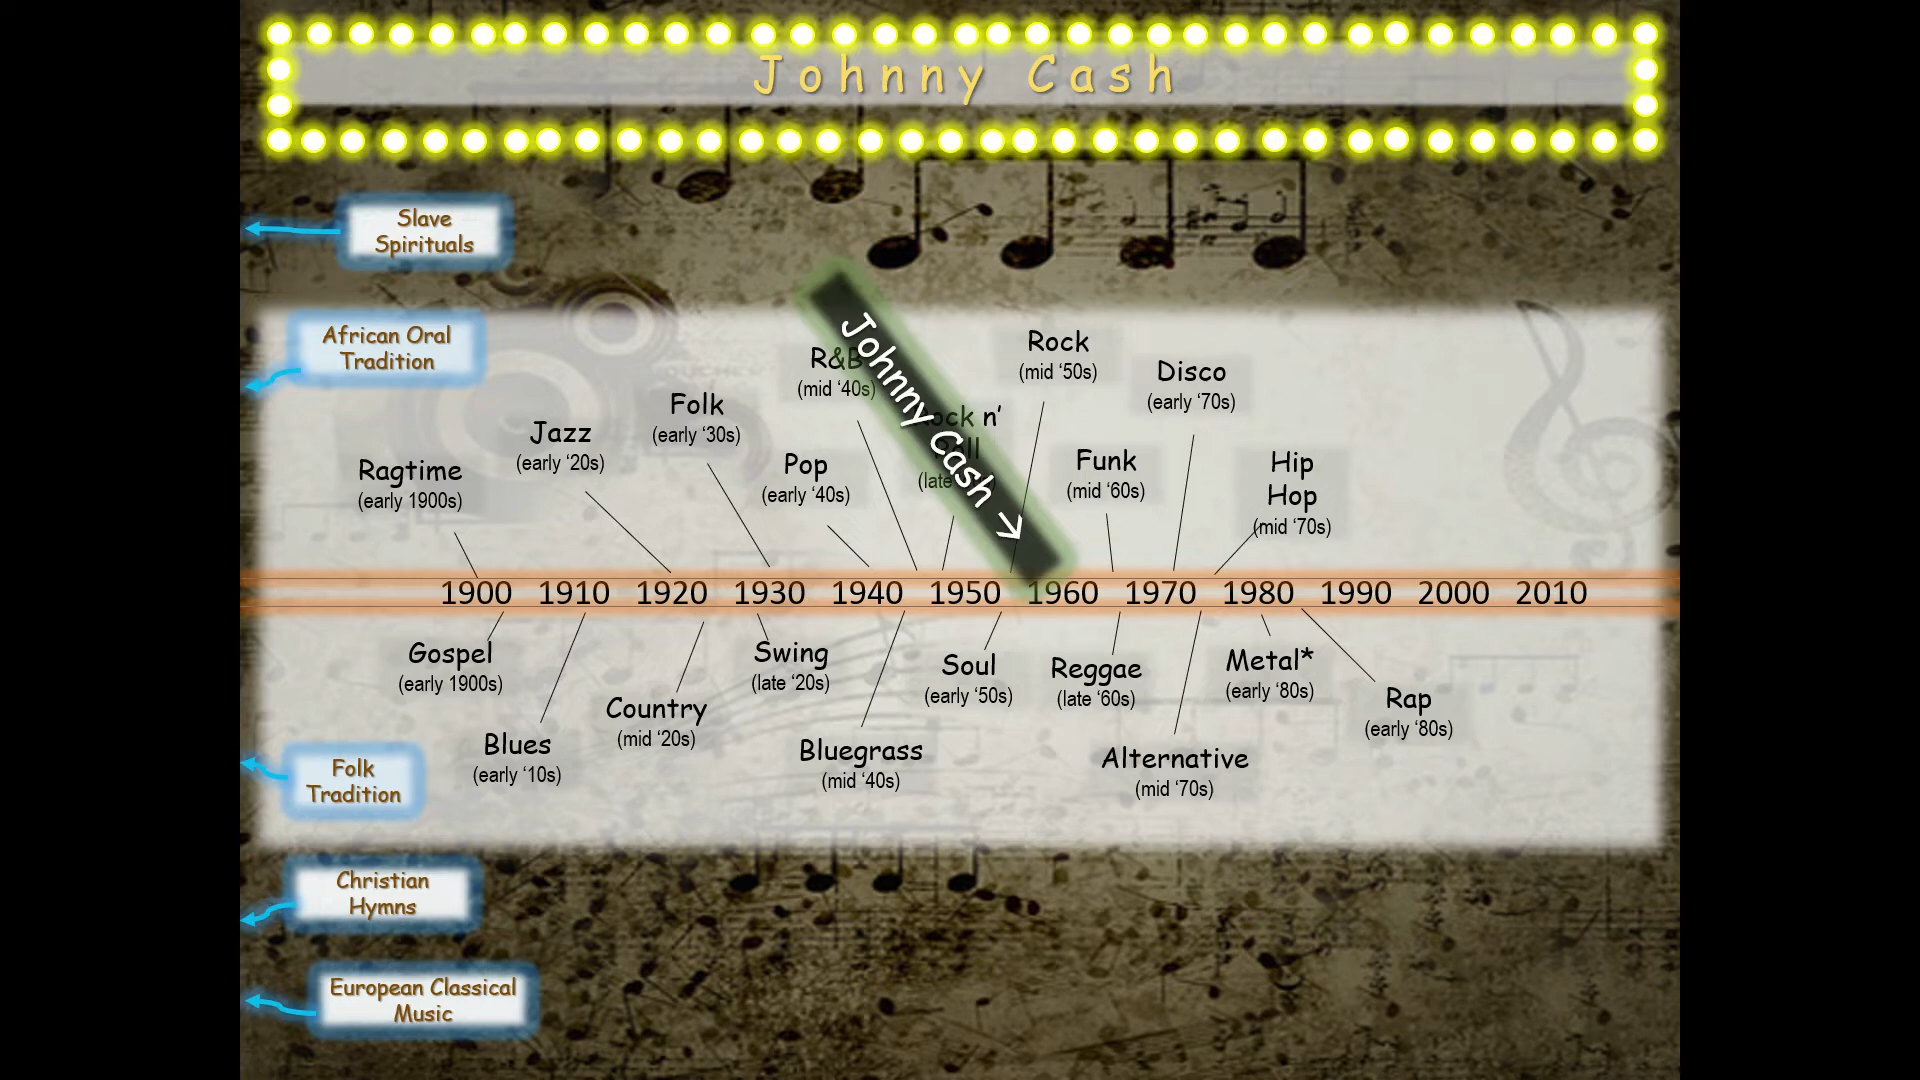 Johnny Cash
Slave
Spirituals
African Oral
Tradition
Folk
Tradition
Christian
Hymns
European Classical
Music
Ragtime
(early 1900s)
Jazz
(early ‘20s)
Folk
(early ‘30s)
R&B
(mid ‘40s)
Pop
(early ‘40s)
Rock n’
Roll
(late
Johnny Cash →
Rock
(mid ‘50s)
Funk
(mid ‘60s)
Disco
(early ‘70s)
Hip
Hop
(mid ‘70s)
1900 1910 1920 1930 1940 1950 1960 1970 1980 1990 2000 2010
Gospel
(early 1900s)
Blues
(early ‘10s)
Country
(mid ‘20s)
Swing
(late ‘20s)
Bluegrass
(mid ‘40s)
Soul
(early ‘50s)
Reggae
(late ‘60s)
Alternative
(mid ‘70s)
Metal*
(early ‘80s)
Rap
(early ‘80s)